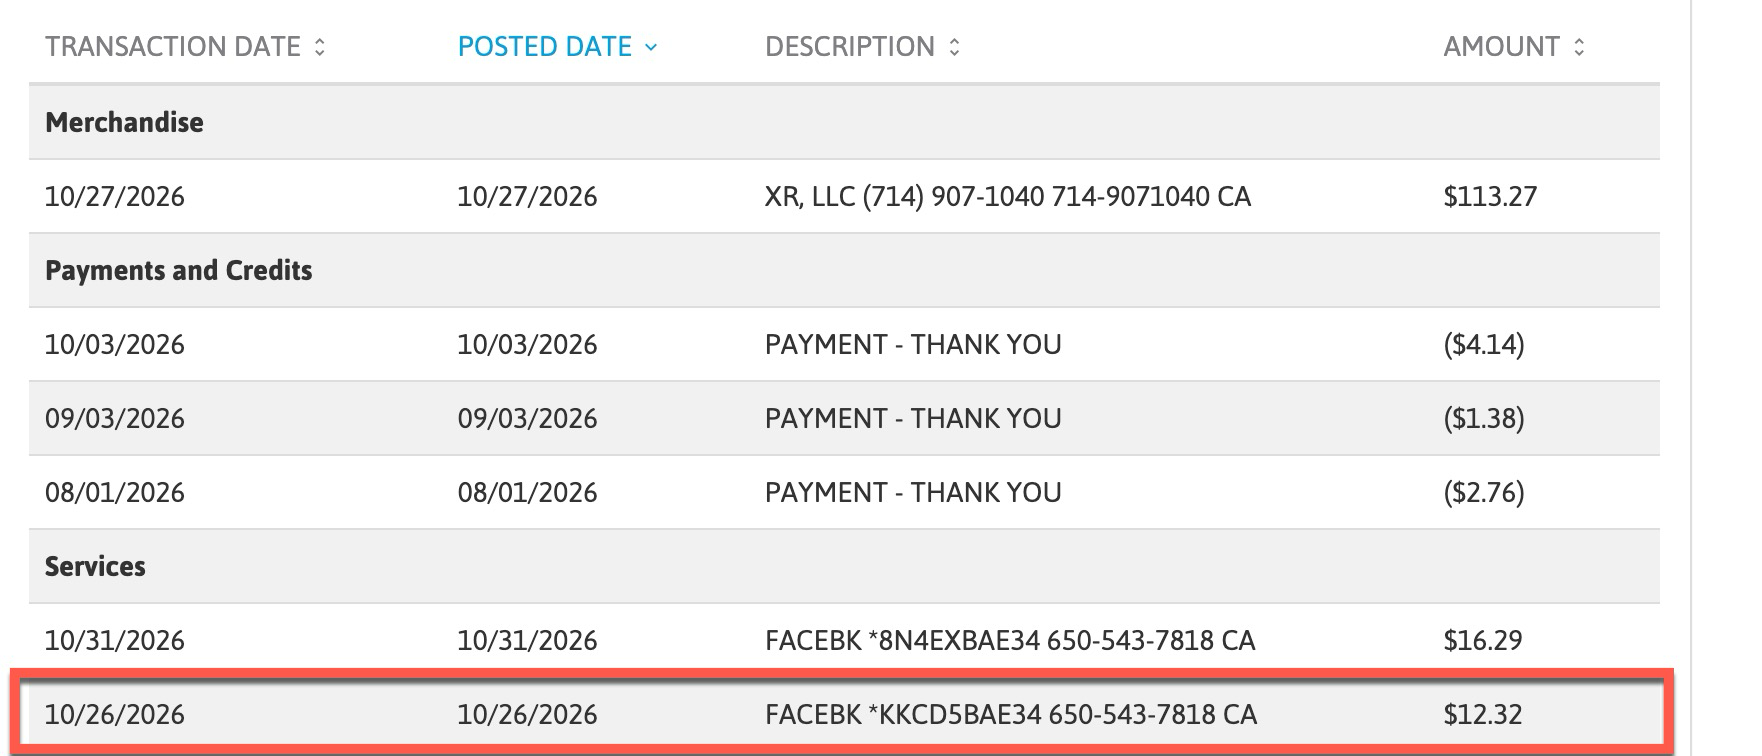 TRANSACTION DATE POSTED DATE DESCRIPTION AMOUNT
Merchandise
10/27/2026 10/27/2026 XR, LLC (714) 907-1040 714-9071040 CA $113.27
Payments and Credits
10/03/2026 10/03/2026 PAYMENT - THANK YOU ($4.14)
09/03/2026 09/03/2026 PAYMENT - THANK YOU ($1.38)
08/01/2026 08/01/2026 PAYMENT - THANK YOU ($2.76)
Services
10/31/2026 10/31/2026 FACEBK *8N4EXBAE34 650-543-7818 CA $16.29
10/26/2026 10/26/2026 FACEBK *KKCD5BAE34 650-543-7818 CA $12.32